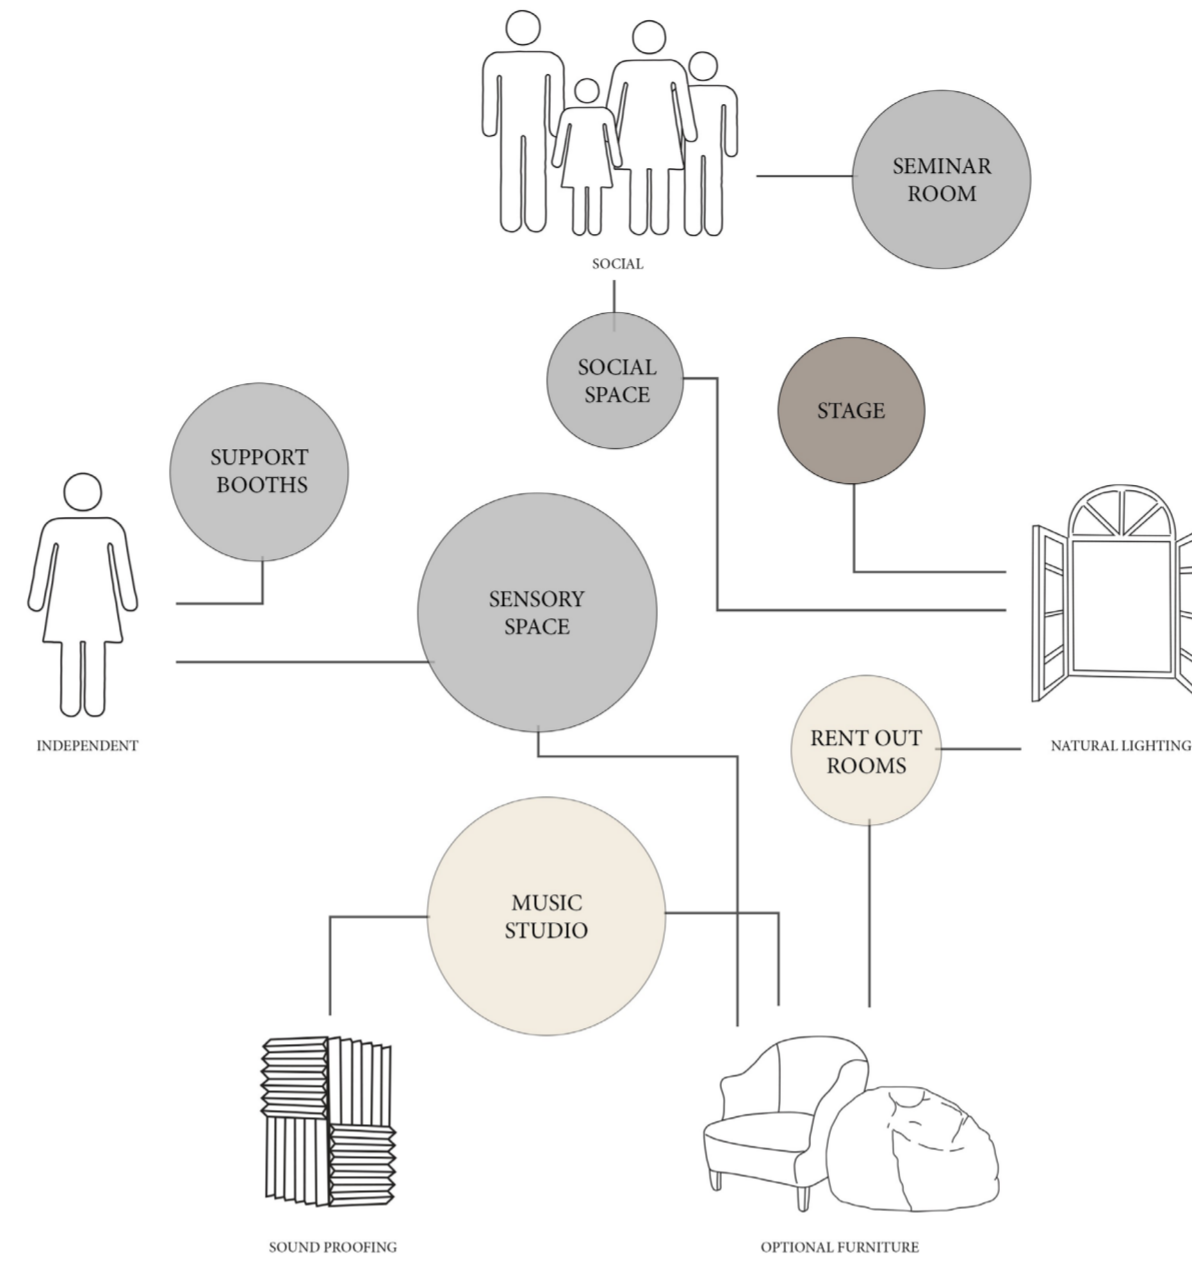 SEMINAR
ROOM
SOCIAL
SOCIAL
SPACE
STAGE
SUPPORT
BOOTHS
SENSORY
SPACE
INDEPENDENT
RENT OUT
ROOMS
NATURAL LIGHTING
MUSIC
STUDIO
SOUND PROOFING
OPTIONAL FURNITURE